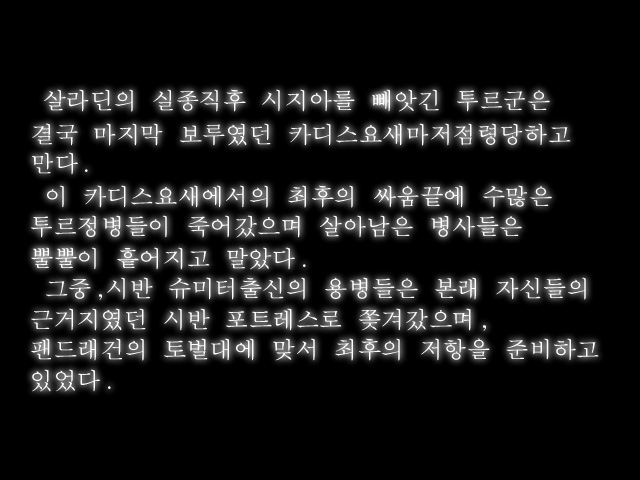 살라딘의 실종직후 시지아를 빼앗긴 투르군은
결국 마지막 보루였던 카디스요새마저점령당하고
만다.
이 카디스요새에서의 최후의 싸움끝에 수많은
투르정병들이 죽어갔으며 살아남은 병사들은
뿔뿔이 흩어지고 말았다.
그중,시반 슈미터출신의 용병들은 본래 자신들의
근거지였던 시반 포트레스로 쫓겨갔으며,
팬드래건의 토벌대에 맞서 최후의 저항을 준비하고
있었다.